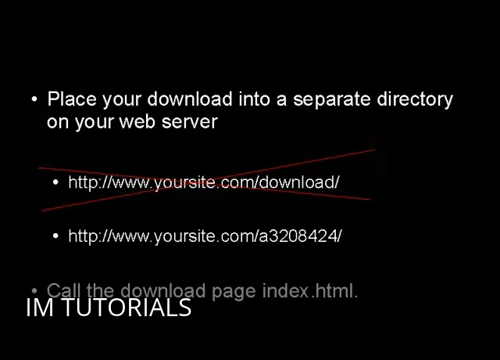 • Place your download into a separate directory
on your web server
• http://www.yoursite.com/download/
• http://www.yoursite.com/a3208424/
• Call the download page index.html.
IM TUTORIALS